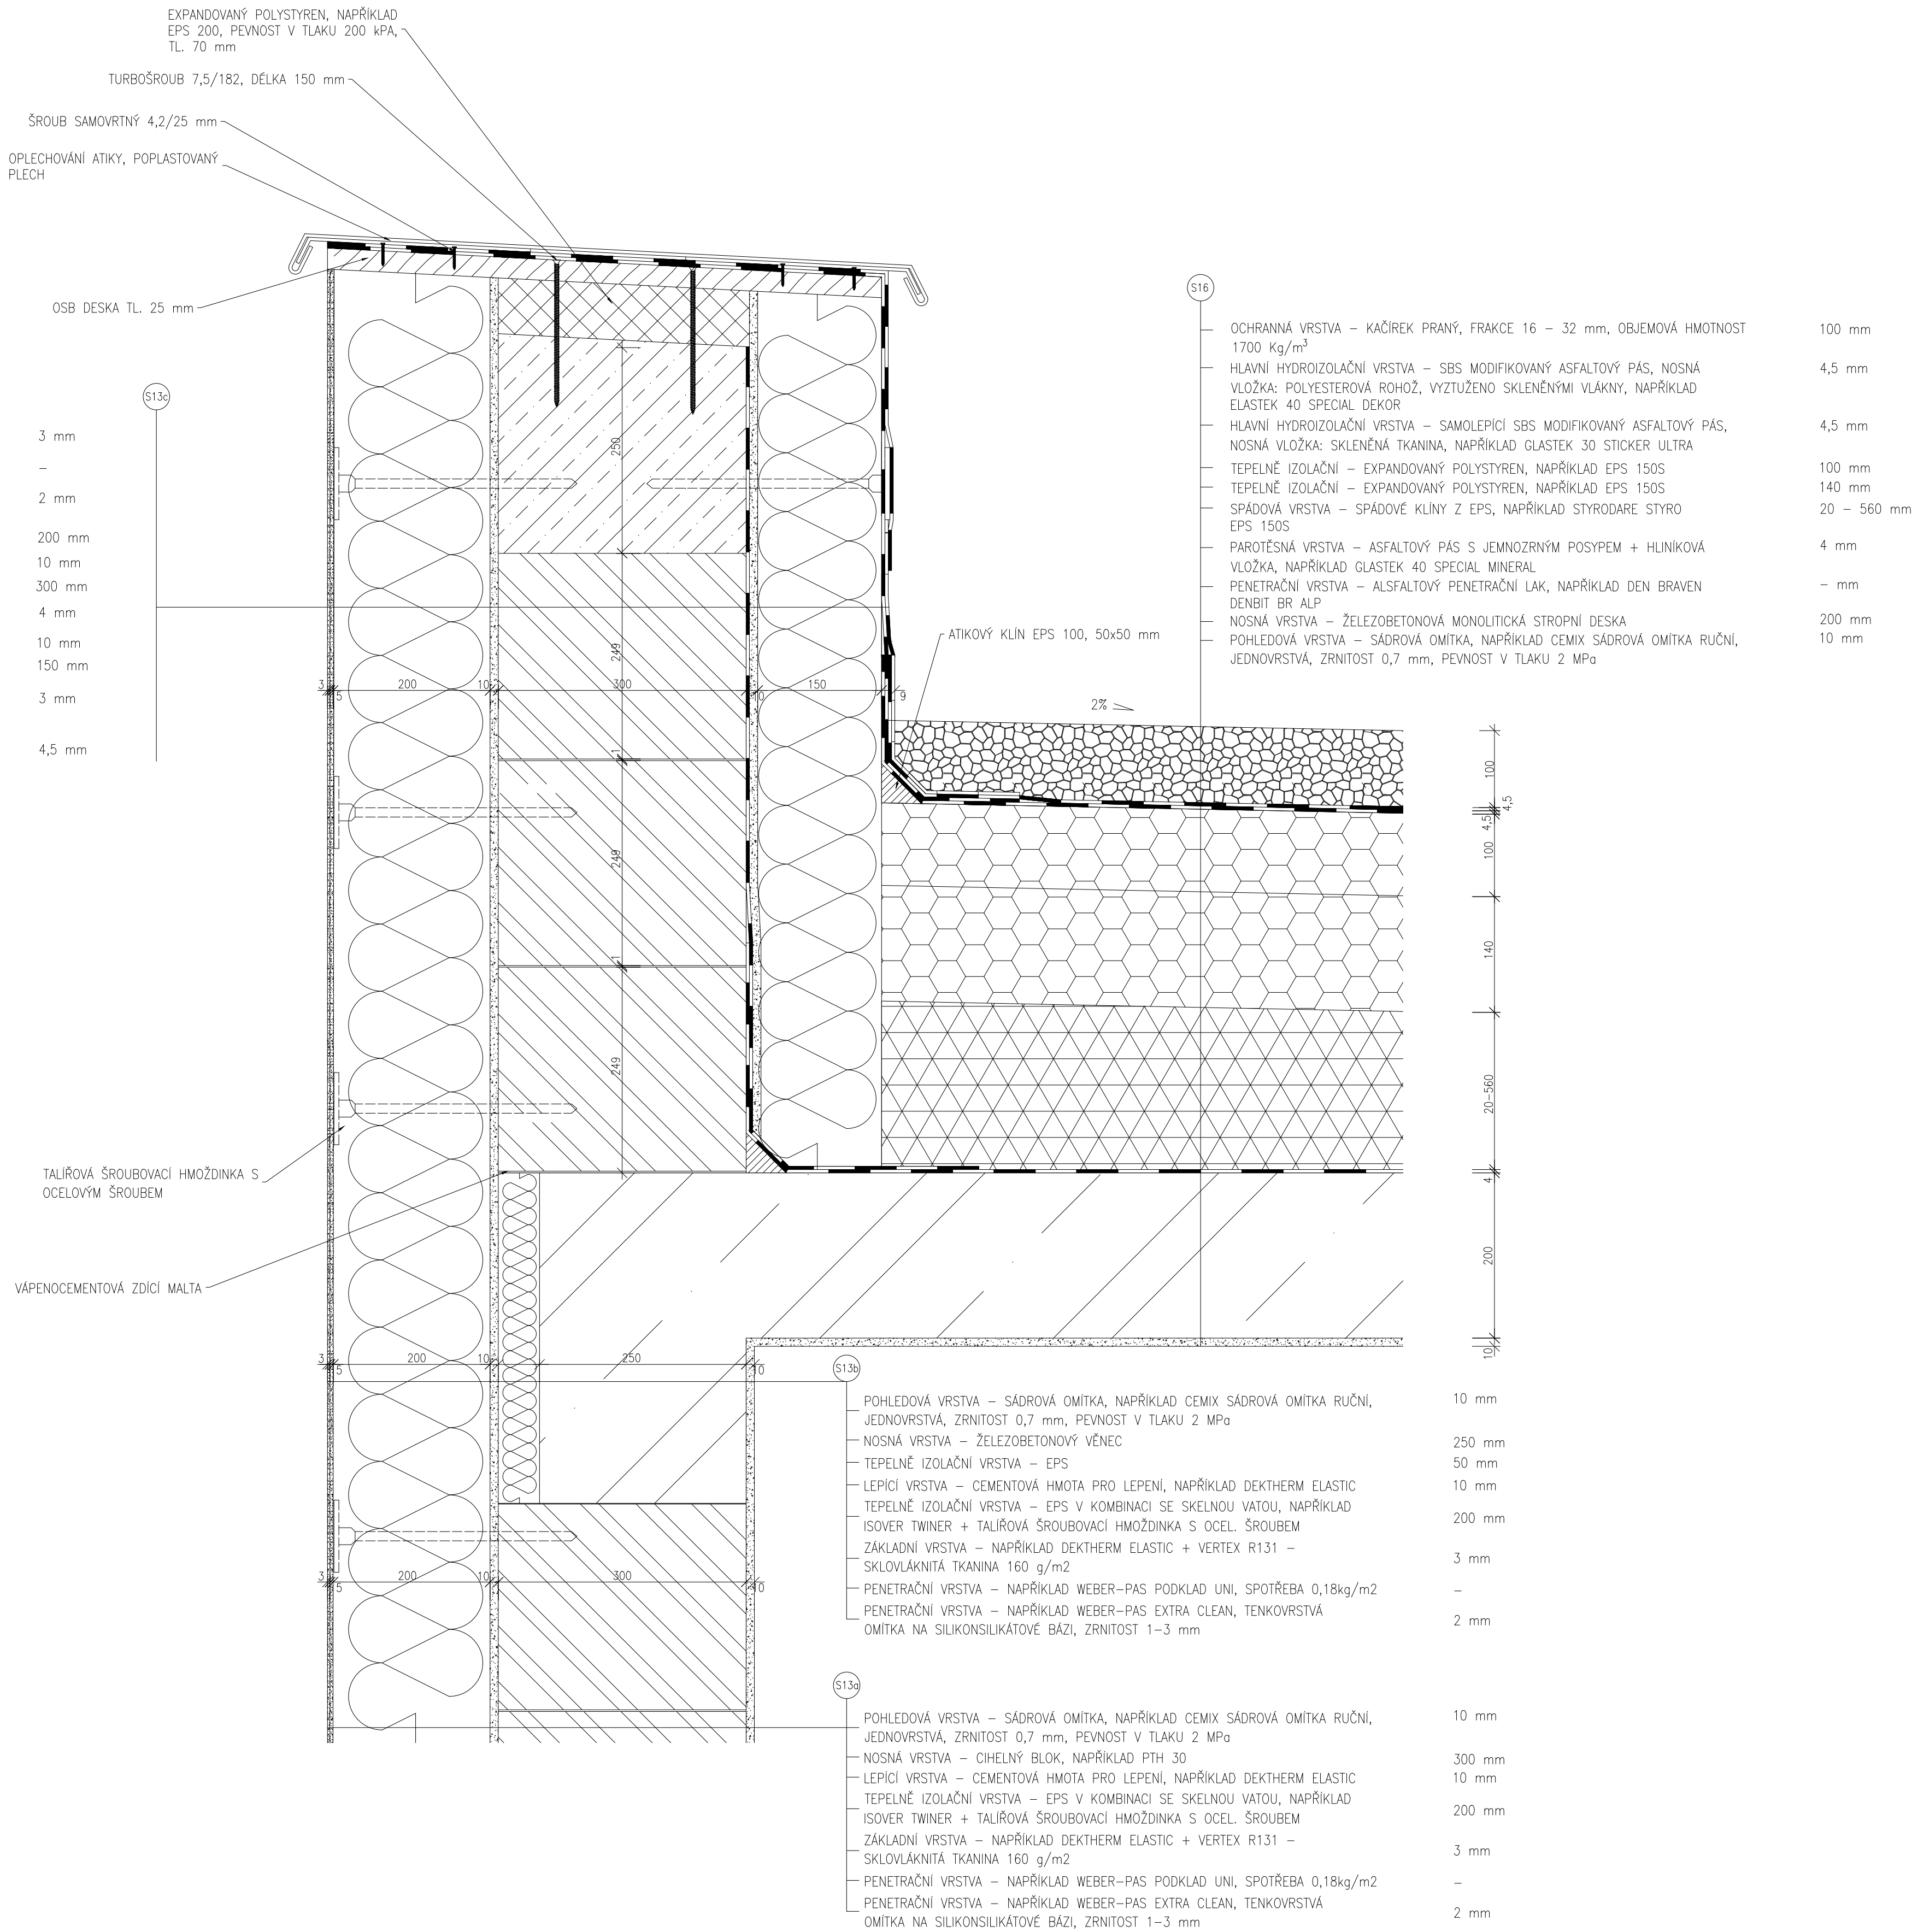 EXPANDOVANÝ POLYSTYREN, NAPŘÍKLAD
EPS 200, PEVNOST V TLAKU 200 kPA,
TL. 70 mm
TURBOŠROUB 7,5/182, DÉLKA 150 mm
ŠROUB SAMOVRTNÝ 4,2/25 mm
OPLECHOVÁNÍ ATIKY, POPLASTOVANÝ
PLECH
OSB DESKA TL. 25 mm
S13c
3 mm
–
2 mm
200 mm
10 mm
300 mm
4 mm
10 mm
150 mm
3 mm
4,5 mm
S16
OCHRANNÁ VRSTVA – KAČÍREK PRANÝ, FRAKCE 16 – 32 mm, OBJEMOVÁ HMOTNOST 100 mm
1700 Kg/m³
HLAVNÍ HYDROIZOLAČNÍ VRSTVA – SBS MODIFIKOVANÝ ASFALTOVÝ PÁS, NOSNÁ 4,5 mm
VLOŽKA: POLYESTEROVÁ ROHOŽ, VYZTUŽENO SKLENĚNÝMI VLÁKNY, NAPŘÍKLAD
ELASTEK 40 SPECIAL DEKOR
HLAVNÍ HYDROIZOLAČNÍ VRSTVA – SAMOLEPÍCÍ SBS MODIFIKOVANÝ ASFALTOVÝ PÁS, 4,5 mm
NOSNÁ VLOŽKA: SKLENĚNÁ TKANINA, NAPŘÍKLAD GLASTEK 30 STICKER ULTRA
TEPELNĚ IZOLAČNÍ – EXPANDOVANÝ POLYSTYREN, NAPŘÍKLAD EPS 150S 100 mm
TEPELNĚ IZOLAČNÍ – EXPANDOVANÝ POLYSTYREN, NAPŘÍKLAD EPS 150S 140 mm
SPÁDOVÁ VRSTVA – SPÁDOVÉ KLÍNY Z EPS, NAPŘÍKLAD STYRODARE STYRO 20 – 560 mm
EPS 150S
PAROTĚSNÁ VRSTVA – ASFALTOVÝ PÁS S JEMNOZRNÝM POSYPEM + HLINÍKOVÁ 4 mm
VLOŽKA, NAPŘÍKLAD GLASTEK 40 SPECIAL MINERAL
PENETRAČNÍ VRSTVA – ALSFALTOVÝ PENETRAČNÍ LAK, NAPŘÍKLAD DEN BRAVEN – mm
DENBIT BR ALP
NOSNÁ VRSTVA – ŽELEZOBETONOVÁ MONOLITICKÁ STROPNÍ DESKA 200 mm
POHLEDOVÁ VRSTVA – SÁDROVÁ OMÍTKA, NAPŘÍKLAD CEMIX SÁDROVÁ OMÍTKA RUČNÍ, 10 mm
JEDNOVRSTVÁ, ZRNITOST 0,7 mm, PEVNOST V TLAKU 2 MPa
ATIKOVÝ KLÍN EPS 100, 50x50 mm
2%
250
249
3 5 200 10 300 10 150 9
1
249
1
249
100
4,5
4,5
100
140
20–560
4
200
10
TALÍŘOVÁ ŠROUBOVACÍ HMOŽDINKA S
OCELOVÝM ŠROUBEM
VÁPENOCEMENTOVÁ ZDÍCÍ MALTA
3 5 200 10 250 10
S13b
POHLEDOVÁ VRSTVA – SÁDROVÁ OMÍTKA, NAPŘÍKLAD CEMIX SÁDROVÁ OMÍTKA RUČNÍ, 10 mm
JEDNOVRSTVÁ, ZRNITOST 0,7 mm, PEVNOST V TLAKU 2 MPa
NOSNÁ VRSTVA – ŽELEZOBETONOVÝ VĚNEC 250 mm
TEPELNĚ IZOLAČNÍ VRSTVA – EPS 50 mm
LEPÍCÍ VRSTVA – CEMENTOVÁ HMOTA PRO LEPENÍ, NAPŘÍKLAD DEKTHERM ELASTIC 10 mm
TEPELNĚ IZOLAČNÍ VRSTVA – EPS V KOMBINACI SE SKELNOU VATOU, NAPŘÍKLAD
ISOVER TWINER + TALÍŘOVÁ ŠROUBOVACÍ HMOŽDINKA S OCEL. ŠROUBEM 200 mm
ZÁKLADNÍ VRSTVA – NAPŘÍKLAD DEKTHERM ELASTIC + VERTEX R131 –
SKLOVLÁKNITÁ TKANINA 160 g/m2 3 mm
PENETRAČNÍ VRSTVA – NAPŘÍKLAD WEBER–PAS PODKLAD UNI, SPOTŘEBA 0,18kg/m2 –
PENETRAČNÍ VRSTVA – NAPŘÍKLAD WEBER–PAS EXTRA CLEAN, TENKOVRSTVÁ
OMÍTKA NA SILIKONSILIKÁTOVÉ BÁZI, ZRNITOST 1–3 mm 2 mm
3 5 200 10 300 10
S13a
POHLEDOVÁ VRSTVA – SÁDROVÁ OMÍTKA, NAPŘÍKLAD CEMIX SÁDROVÁ OMÍTKA RUČNÍ, 10 mm
JEDNOVRSTVÁ, ZRNITOST 0,7 mm, PEVNOST V TLAKU 2 MPa
NOSNÁ VRSTVA – CIHELNÝ BLOK, NAPŘÍKLAD PTH 30 300 mm
LEPÍCÍ VRSTVA – CEMENTOVÁ HMOTA PRO LEPENÍ, NAPŘÍKLAD DEKTHERM ELASTIC 10 mm
TEPELNĚ IZOLAČNÍ VRSTVA – EPS V KOMBINACI SE SKELNOU VATOU, NAPŘÍKLAD
ISOVER TWINER + TALÍŘOVÁ ŠROUBOVACÍ HMOŽDINKA S OCEL. ŠROUBEM 200 mm
ZÁKLADNÍ VRSTVA – NAPŘÍKLAD DEKTHERM ELASTIC + VERTEX R131 –
SKLOVLÁKNITÁ TKANINA 160 g/m2 3 mm
PENETRAČNÍ VRSTVA – NAPŘÍKLAD WEBER–PAS PODKLAD UNI, SPOTŘEBA 0,18kg/m2 –
PENETRAČNÍ VRSTVA – NAPŘÍKLAD WEBER–PAS EXTRA CLEAN, TENKOVRSTVÁ
OMÍTKA NA SILIKONSILIKÁTOVÉ BÁZI, ZRNITOST 1–3 mm 2 mm